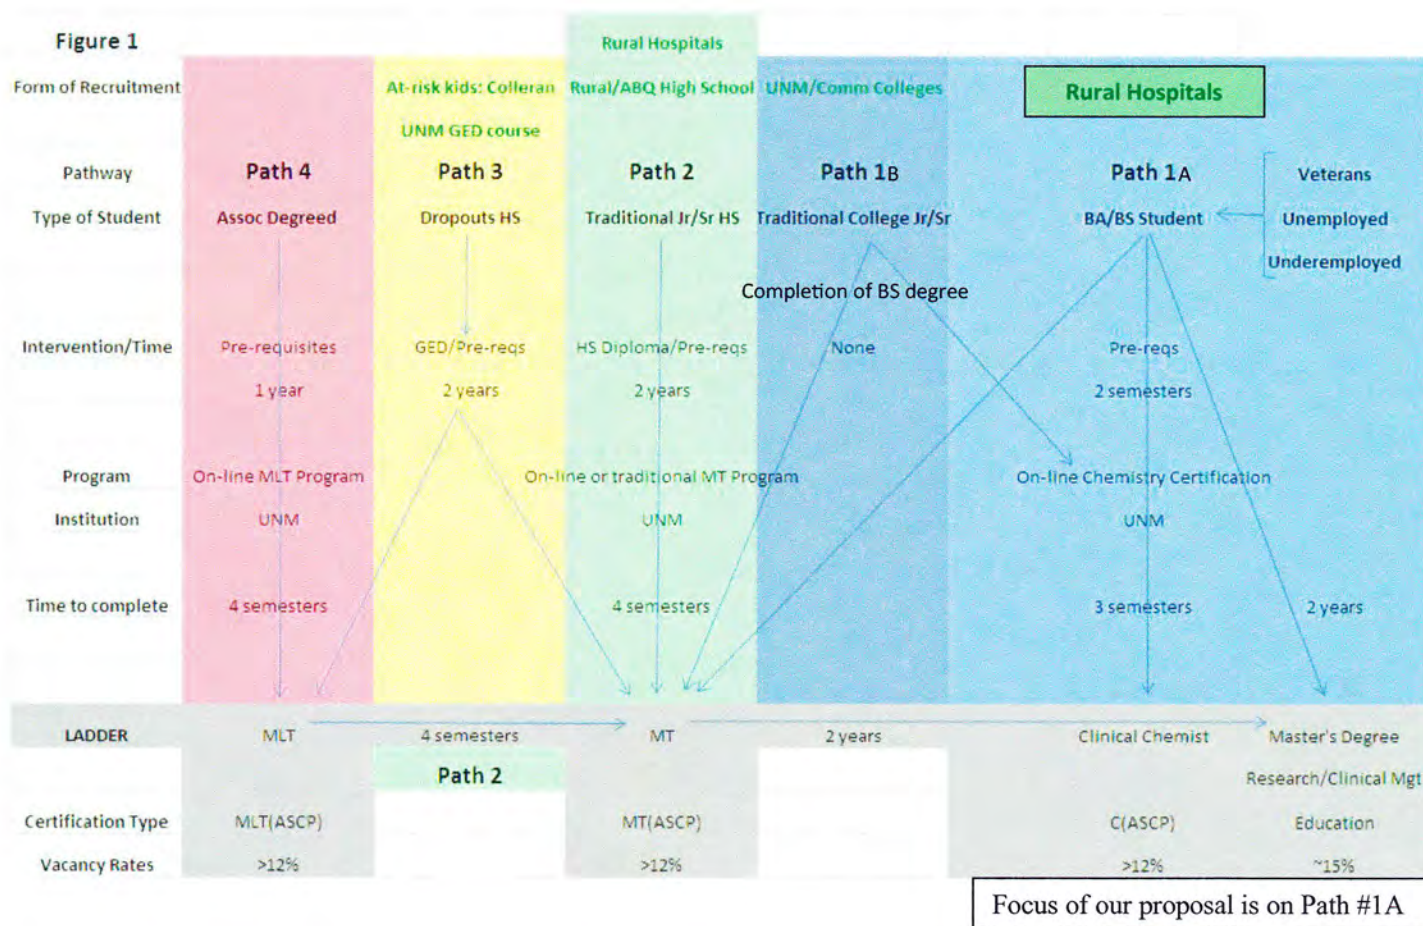 Figure 1
Rural Hospitals
Form of Recruitment At-risk kids: Colleran Rural/ABQ High School UNM/Comm Colleges Rural Hospitals
UNM GED course
Pathway Path 4 Path 3 Path 2 Path 1B Path 1A Veterans
Type of Student Assoc Degreed Dropouts HS Traditional Jr/Sr HS Traditional College Jr/Sr BA/BS Student Unemployed
Underemployed
Completion of BS degree
Intervention/Time Pre-requisites GED/Pre-reqs HS Diploma/Pre-reqs None Pre-reqs
1 year 2 years 2 years 2 semesters
Program On-line MLT Program On-line or traditional MT Program On-line Chemistry Certification
Institution UNM UNM UNM
Time to complete 4 semesters 4 semesters 3 semesters 2 years
LADDER MLT 4 semesters MT 2 years Clinical Chemist Master's Degree
Path 2 Research/Clinical Mgt
Certification Type MLT(ASCP) MT(ASCP) C(ASCP) Education
Vacancy Rates >12% >12% >12% ~15%
Focus of our proposal is on Path #1A